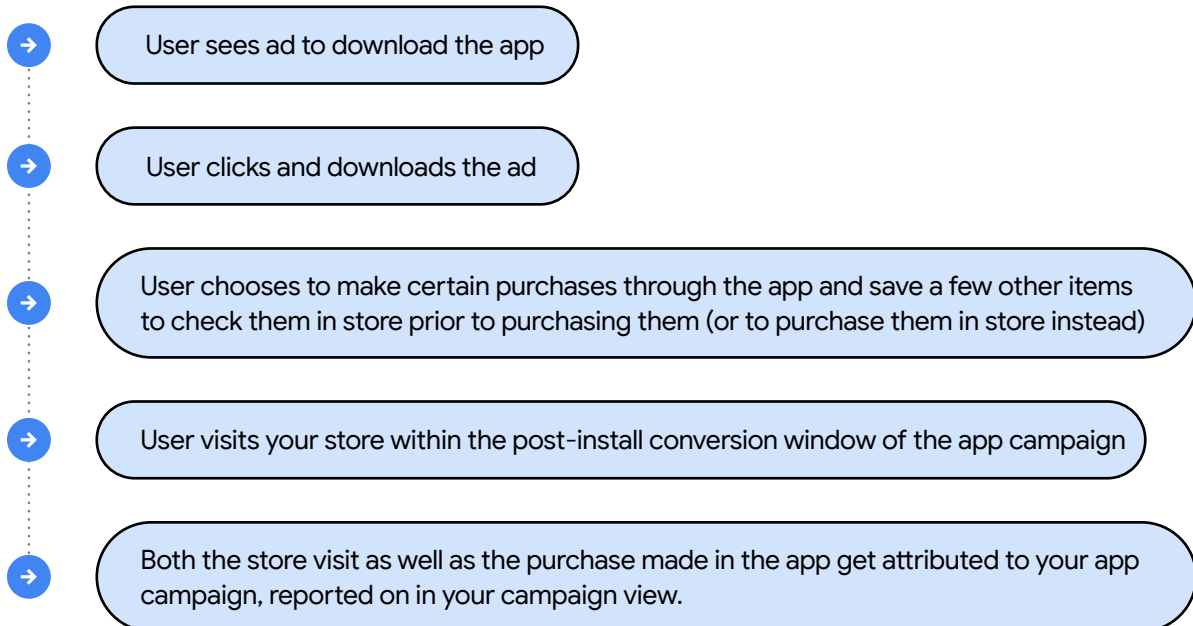 User sees ad to download the app
User clicks and downloads the ad
User chooses to make certain purchases through the app and save a few other items
to check them in store prior to purchasing them (or to purchase them in store instead)
User visits your store within the post-install conversion window of the app campaign
Both the store visit as well as the purchase made in the app get attributed to your app
campaign, reported on in your campaign view.